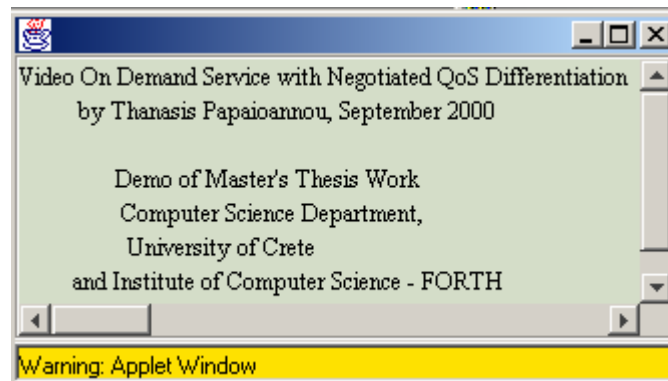 Video On Demand Service with Negotiated QoS Differentiation
by Thanasis Papaioannou, September 2000
Demo of Master's Thesis Work
Computer Science Department,
University of Crete
and Institute of Computer Science - FORTH
Warning: Applet Window